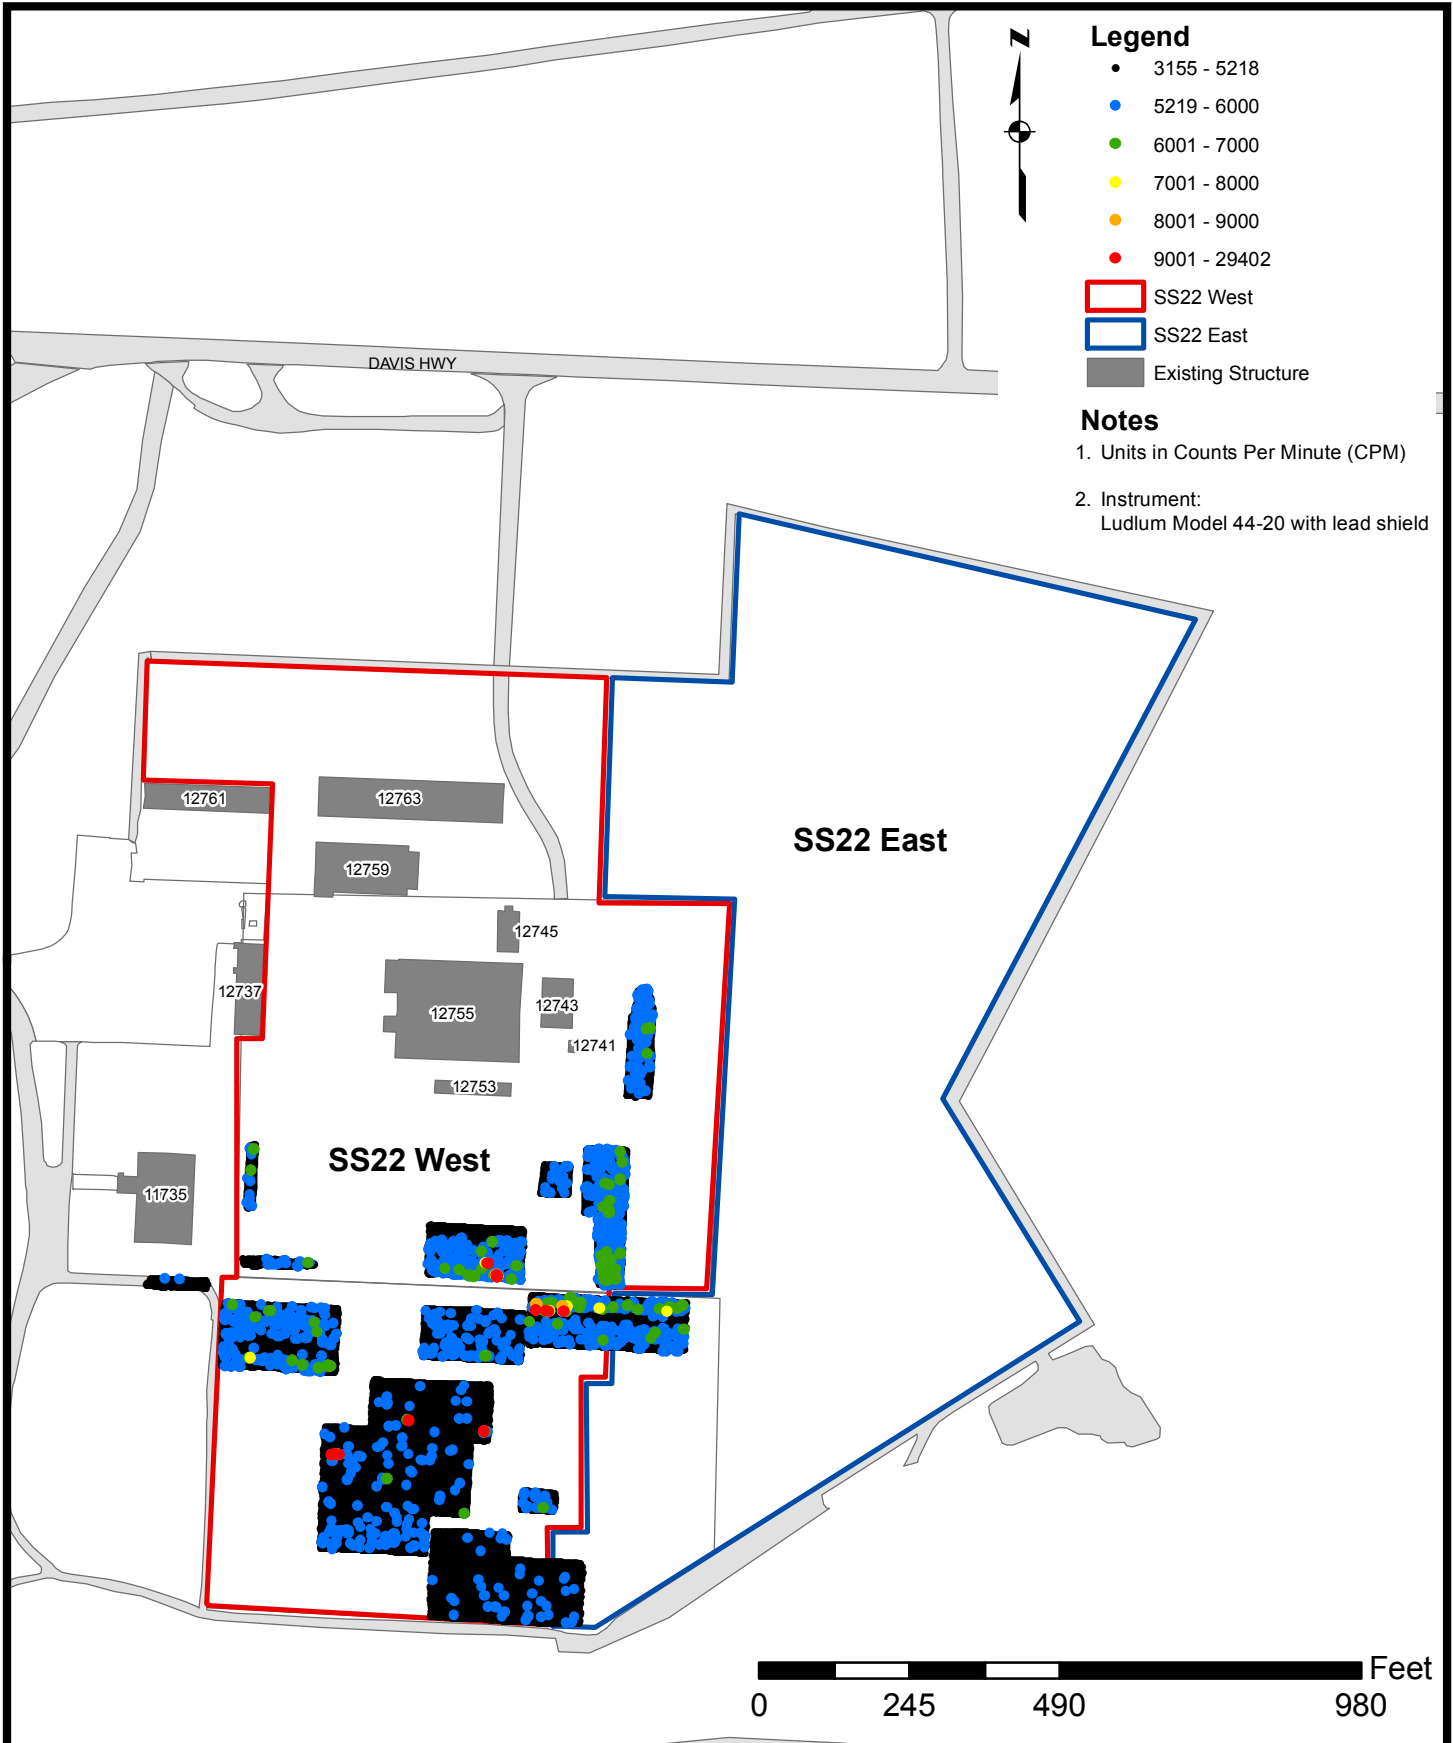 N
Legend
3155 - 5218
5219 - 6000
6001 - 7000
7001 - 8000
8001 - 9000
9001 - 29402
SS22 West
SS22 East
Existing Structure
Notes
1. Units in Counts Per Minute (CPM)
2. Instrument:
Ludlum Model 44-20 with lead shield
DAVIS HWY
12761
12763
SS22 East
12759
12745
12737
12755
12743
12741
12753
SS22 West
11735
Feet
0 245 490 980